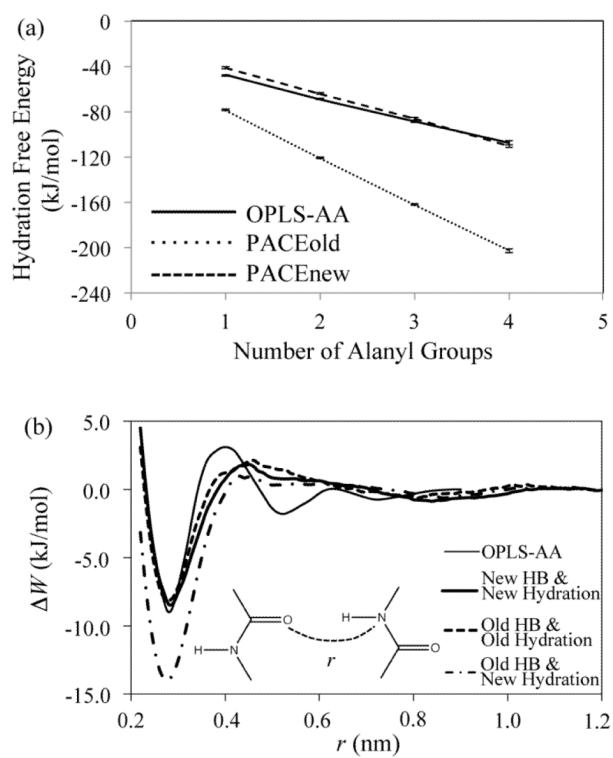 (a)
Hydration Free Energy
(kJ/mol)
0
-40
-80
-120
-160
-200
-240
OPLS-AA
PACEold
PACEnew
0 1 2 3 4 5
Number of Alanyl Groups
(b)
ΔW (kJ/mol)
5.0
0.0
-5.0
-10.0
-15.0
OPLS-AA
New HB &
New Hydration
Old HB &
Old Hydration
Old HB &
New Hydration
O
H N
H N
O
r
0.2 0.4 0.6 0.8 1.0 1.2
r (nm)